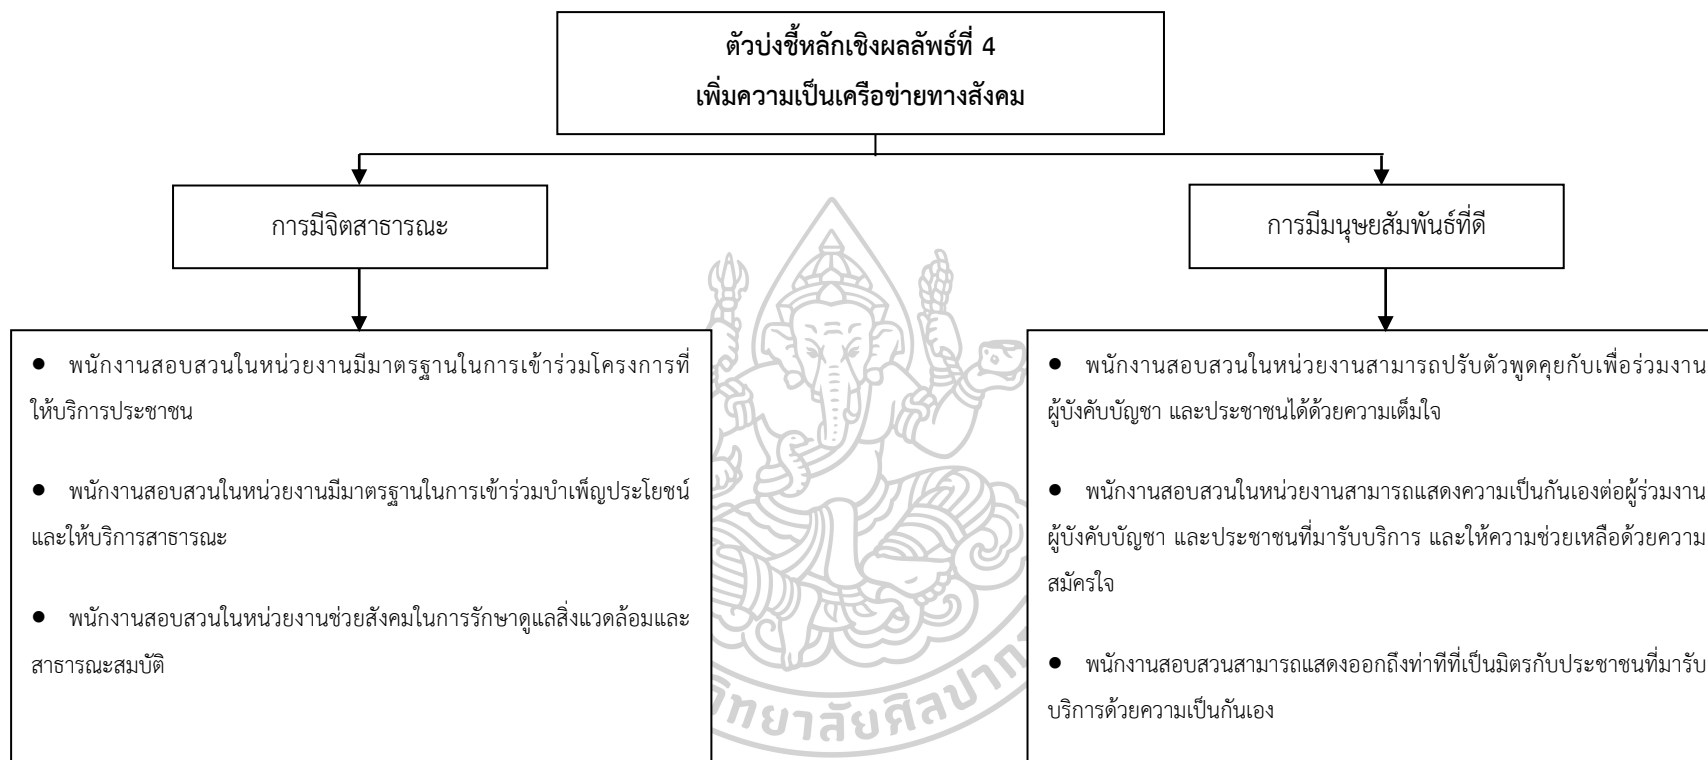 ตัวบ่งชี้หลักเชิงผลลัพธ์ที่ 4
เพิ่มความเป็นเครือข่ายทางสังคม
การมีจิตสาธารณะ
การมีมนุษยสัมพันธ์ที่ดี
● พนักงานสอบสวนในหน่วยงานมีมาตรฐานในการเข้าร่วมโครงการที่
ให้บริการประชาชน
● พนักงานสอบสวนในหน่วยงานมีมาตรฐานในการเข้าร่วมบำเพ็ญประโยชน์
และให้บริการสาธารณะ
● พนักงานสอบสวนในหน่วยงานช่วยสังคมในการรักษาดูแลสิ่งแวดล้อมและ
สาธารณะสมบัติ
● พนักงานสอบสวนในหน่วยงานสามารถปรับตัวพูดคุยกับเพื่อร่วมงาน
ผู้บังคับบัญชา และประชาชนได้ด้วยความเต็มใจ
● พนักงานสอบสวนในหน่วยงานสามารถแสดงความเป็นกันเองต่อผู้ร่วมงาน
ผู้บังคับบัญชา และประชาชนที่มารับบริการ และให้ความช่วยเหลือด้วยความ
สมัครใจ
● พนักงานสอบสวนสามารถแสดงออกถึงท่าทีที่เป็นมิตรกับประชาชนที่มารับ
บริการด้วยความเป็นกันเอง